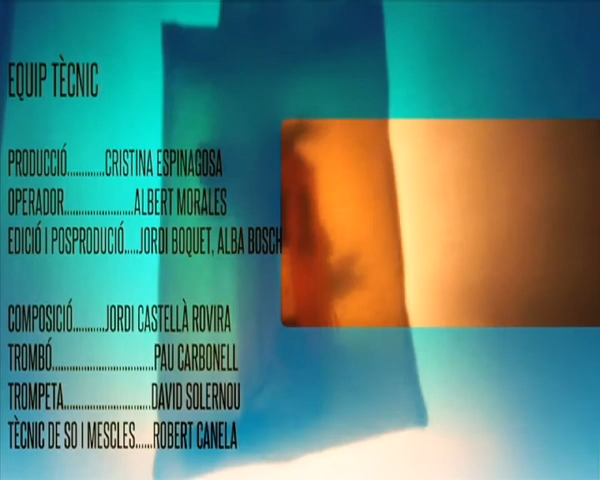 EQUIP TÈCNIC
PRODUCCIÓ...........CRISTINA ESPINAGOSA
OPERADOR......................ALBERT MORALES
EDICIÓ I POSPRODUCIÓ....JORDI BOQUET, ALBA BOSCH
COMPOSICIÓ..........JORDI CASTELLÀ ROVIRA
TROMBÓ................................PAU CARBONELL
TROMPETA...........................DAVID SOLERNOU
TÈCNIC DE SO I MESCLES.....ROBERT CANELA